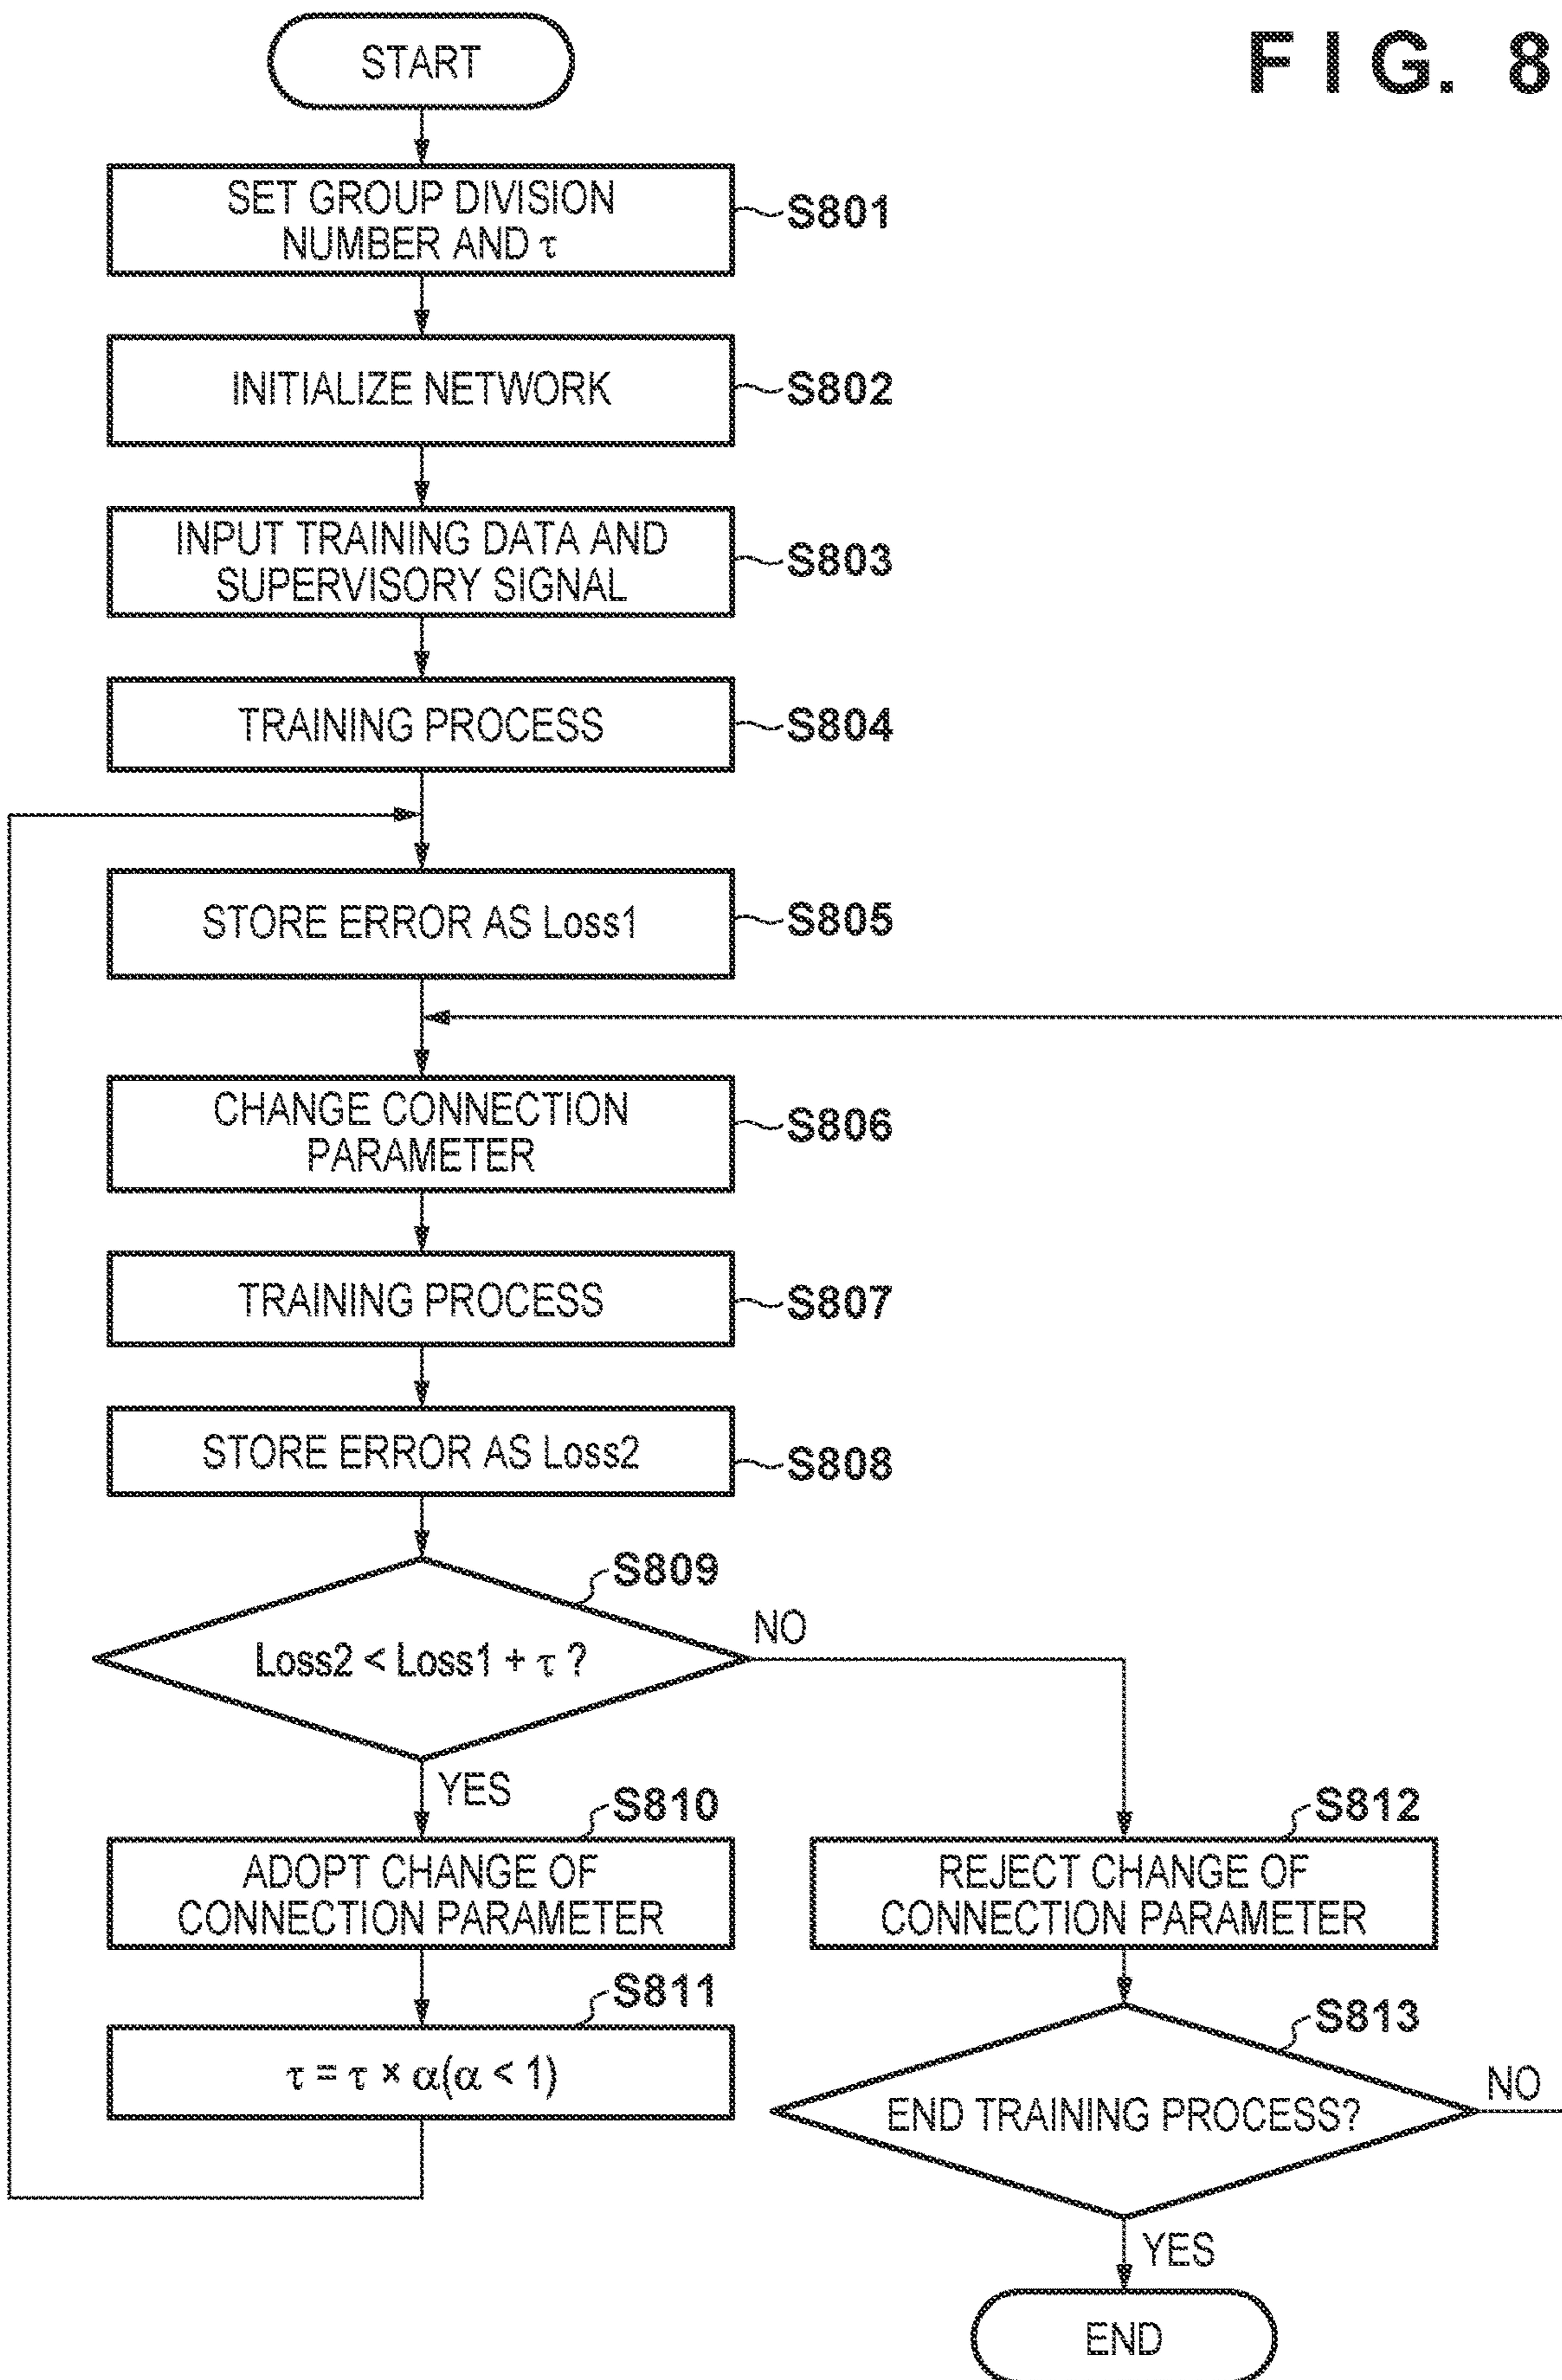 FIG. 8
START
SET GROUP DIVISION
NUMBER AND τ
S801
INITIALIZE NETWORK
S802
INPUT TRAINING DATA AND
SUPERVISORY SIGNAL
S803
TRAINING PROCESS
S804
STORE ERROR AS Loss1
S805
CHANGE CONNECTION
PARAMETER
S806
TRAINING PROCESS
S807
STORE ERROR AS Loss2
S808
S809
Loss2 < Loss1 + τ ?
NO
YES
S810
ADOPT CHANGE OF
CONNECTION PARAMETER
S811
τ = τ × α(α < 1)
S812
REJECT CHANGE OF
CONNECTION PARAMETER
S813
END TRAINING PROCESS?
NO
YES
END